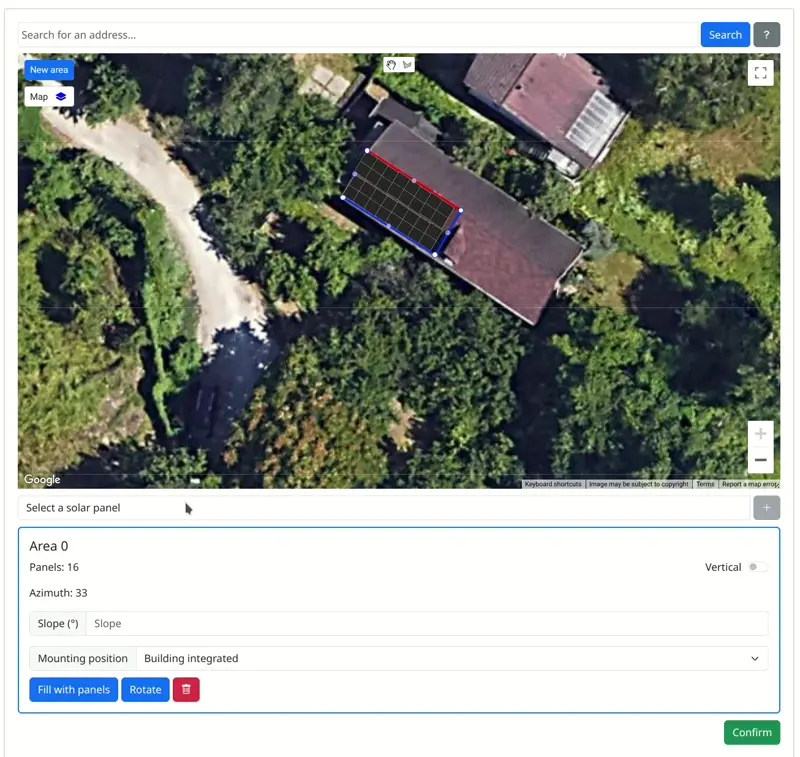 Search for an address...
Search
?
New area
Map
Google
Keyboard shortcuts
Image may be subject to copyright
Terms
Report a map error
Select a solar panel
+
Area 0
Panels: 16
Vertical
Azimuth: 33
Slope (°)
Slope
Mounting position
Building integrated
Fill with panels
Rotate
Confirm